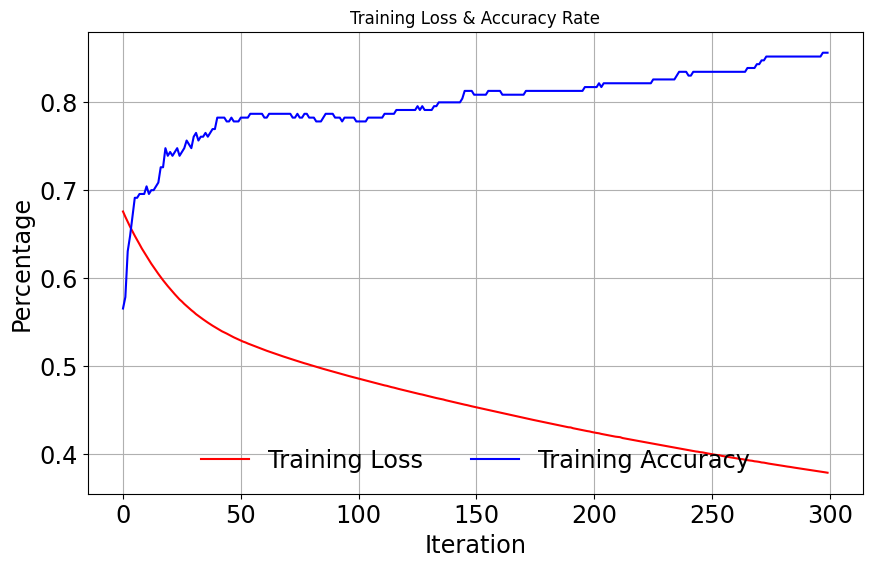 Training Loss & Accuracy Rate
Percentage
0.8
0.7
0.6
0.5
0.4
Training Loss
Training Accuracy
0 50 100 150 200 250 300
Iteration